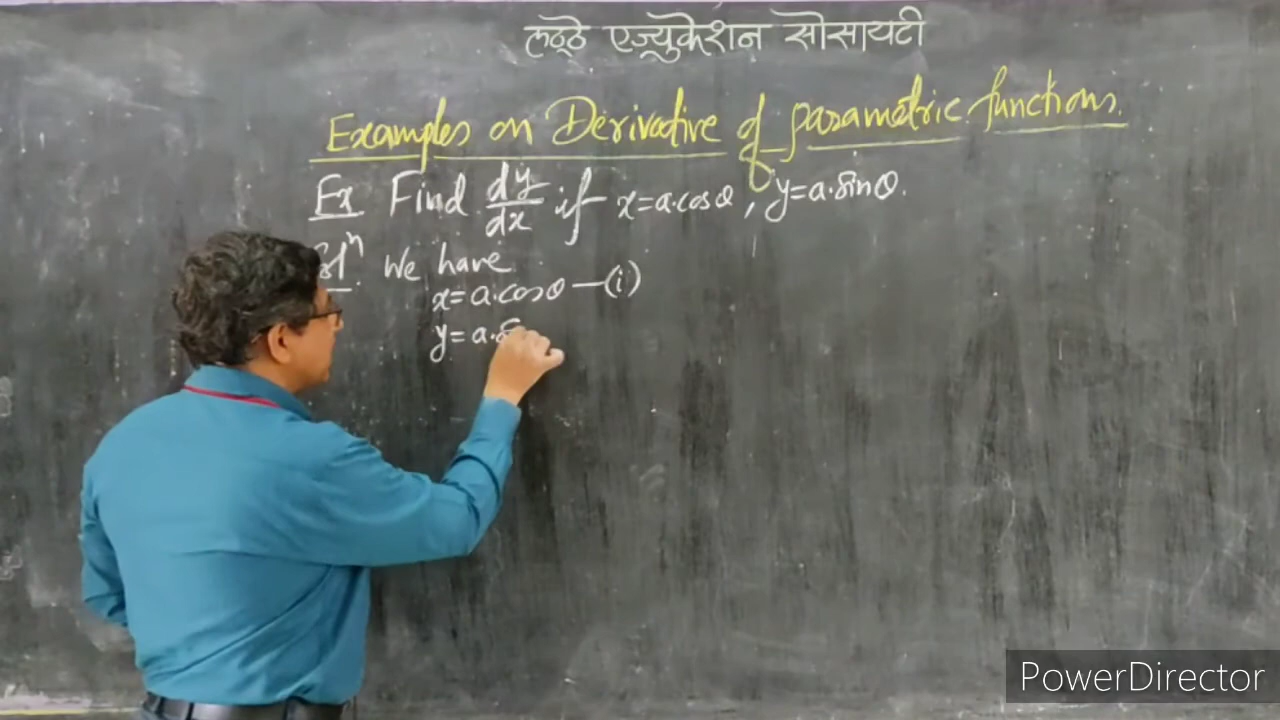 लठ्ठे एज्युकेशन सोसायटी
Examples on Derivative of parametric functions.
Ex Find dy/dx if x=a.cosθ, y=a.sinθ.
We have
x=a.cosθ —(i)
y=a.
PowerDirector